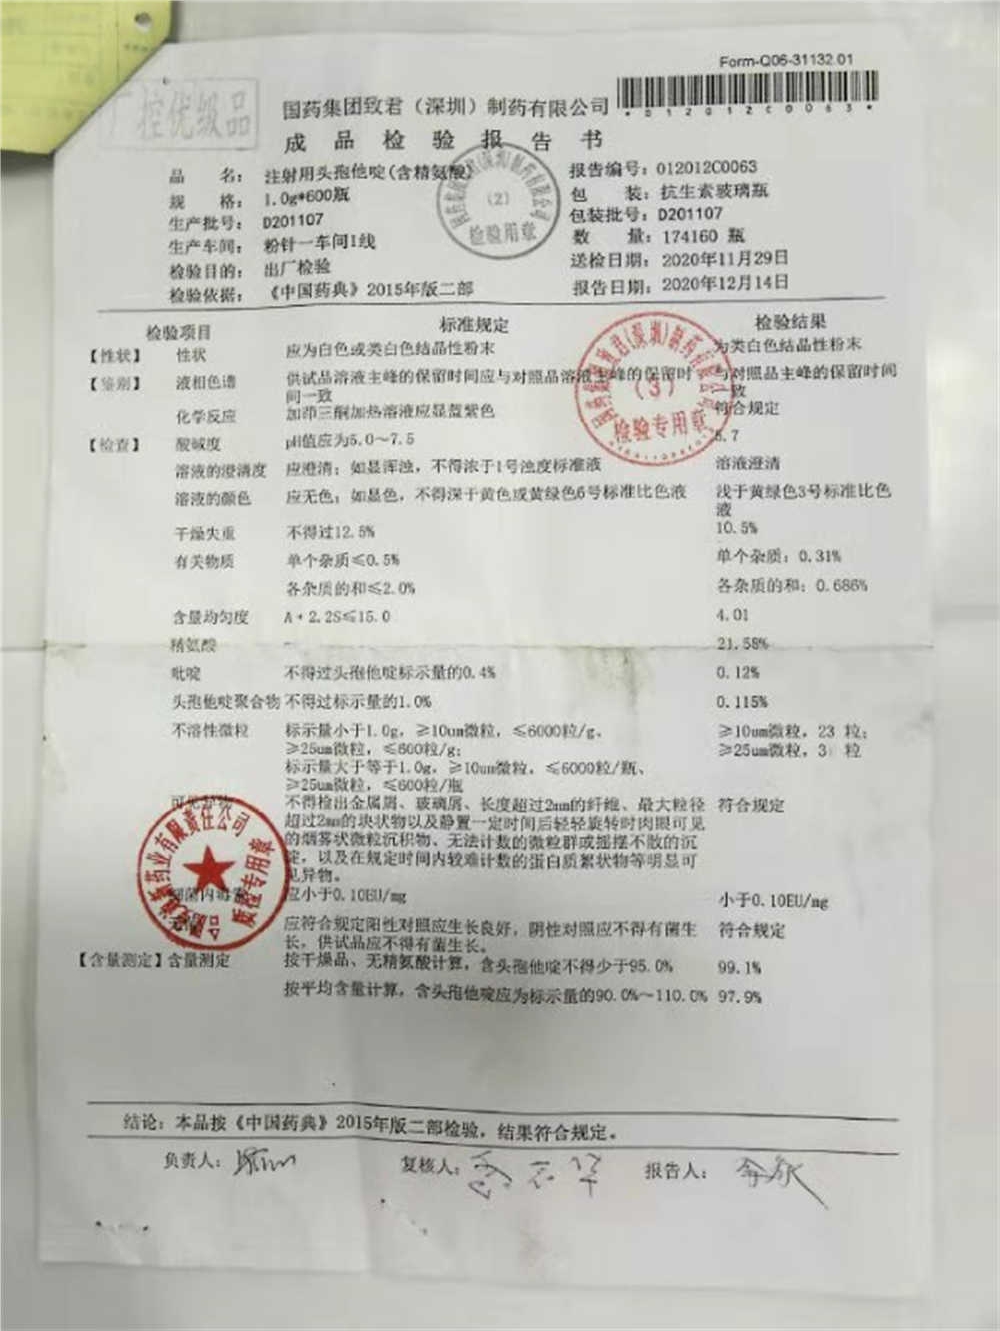 Form-Q06-31132.01
厂控优级品
国药集团致君（深圳）制药有限公司
*012012C0063*
成品检验报告书
品 名： 注射用头孢他啶(含精氨酸) 报告编号：012012C0063
规 格： 1.0g*600瓶 包 装：抗生素玻璃瓶
生产批号： D201107 包装批号：D201107
生产车间： 粉针一车间1线 数 量：174160 瓶
检验目的： 出厂检验 送检日期：2020年11月29日
检验依据： 《中国药典》2015年版二部 报告日期：2020年12月14日
(2)
检验专用章
检验项目 标准规定 检验结果
【性状】 性状 应为白色或类白色结晶性粉末 为类白色结晶性粉末
【鉴别】 液相色谱 供试品溶液主峰的保留时间应与对照品溶液主峰的保留时 与对照品主峰的保留时间
间一致 一致
化学反应 加茚三酮加热溶液应显蓝紫色 符合规定
(3)
检验专用章
【检查】 酸碱度 pH值应为5.0～7.5 5.7
溶液的澄清度 应澄清；如显浑浊，不得浓于1号浊度标准液 溶液澄清
溶液的颜色 应无色；如显色，不得深于黄色或黄绿色6号标准比色液 浅于黄绿色3号标准比色
液
干燥失重 不得过12.5% 10.5%
有关物质 单个杂质≤0.5% 单个杂质：0.31%
各杂质的和≤2.0% 各杂质的和：0.686%
含量均匀度 A+2.2S≤15.0 4.01
精氨酸 - 21.58%
吡啶 不得过头孢他啶标示量的0.4% 0.12%
头孢他啶聚合物 不得过标示量的1.0% 0.115%
不溶性微粒 标示量小于1.0g，≥10um微粒，≤6000粒/g、 ≥10um微粒，23 粒；
≥25um微粒，≤600粒/g； ≥25um微粒，3 粒
标示量大于等于1.0g，≥10um微粒，≤6000粒/瓶、
≥25um微粒，≤600粒/瓶
可见异物 不得检出金属屑、玻璃屑、长度超过2mm的纤维、最大粒径 符合规定
超过2mm的块状物以及静置一定时间后轻轻旋转时肉眼可见
的烟雾状微粒沉积物、无法计数的微粒群或摇摆不散的沉
淀，以及在规定时间内较难计数的蛋白质絮状物等明显可
见异物。
细菌内毒素 应小于0.10EU/mg 小于0.10EU/mg
无菌 应符合规定阳性对照应生长良好，阴性对照应不得有菌生 符合规定
长，供试品应不得有菌生长。
药业有限责任公司
质检专用章
【含量测定】 含量测定 按干燥品、无精氨酸计算，含头孢他啶不得少于95.0% 99.1%
按平均含量计算，含头孢他啶应为标示量的90.0%～110.0% 97.9%
结论：本品按《中国药典》2015年版二部检验，结果符合规定。
负责人： 复核人： 报告人：